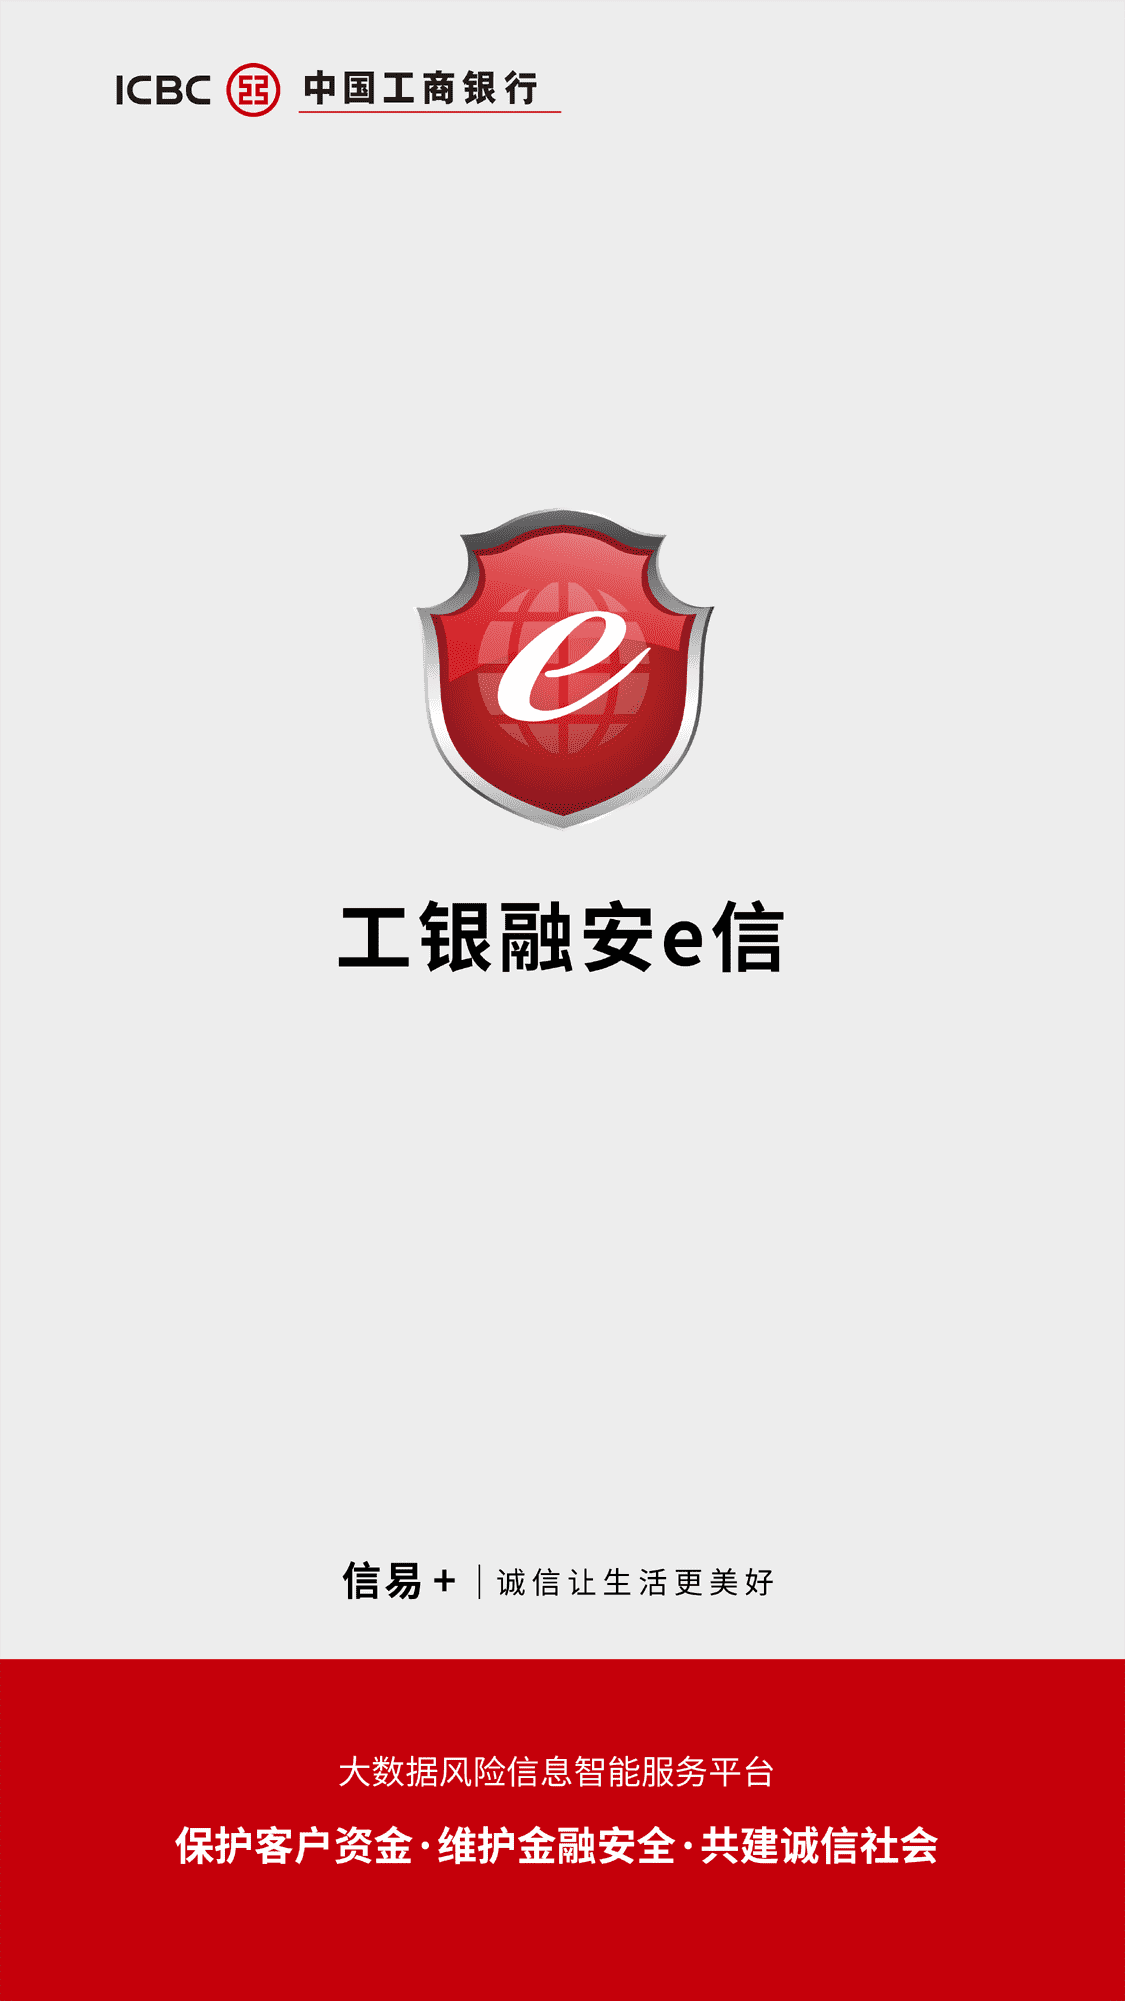 ICBC 中国工商银行
e
工银融安e信
信易+|诚信让生活更美好
大数据风险信息智能服务平台
保护客户资金·维护金融安全·共建诚信社会